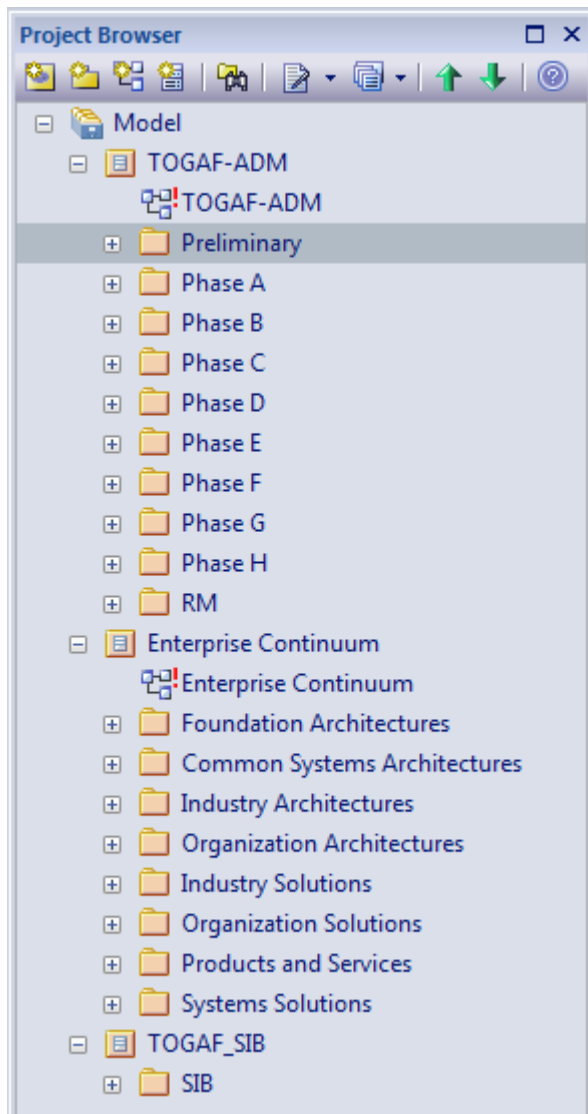 Project Browser
Model
TOGAF-ADM
TOGAF-ADM
Preliminary
Phase A
Phase B
Phase C
Phase D
Phase E
Phase F
Phase G
Phase H
RM
Enterprise Continuum
Enterprise Continuum
Foundation Architectures
Common Systems Architectures
Industry Architectures
Organization Architectures
Industry Solutions
Organization Solutions
Products and Services
Systems Solutions
TOGAF_SIB
SIB